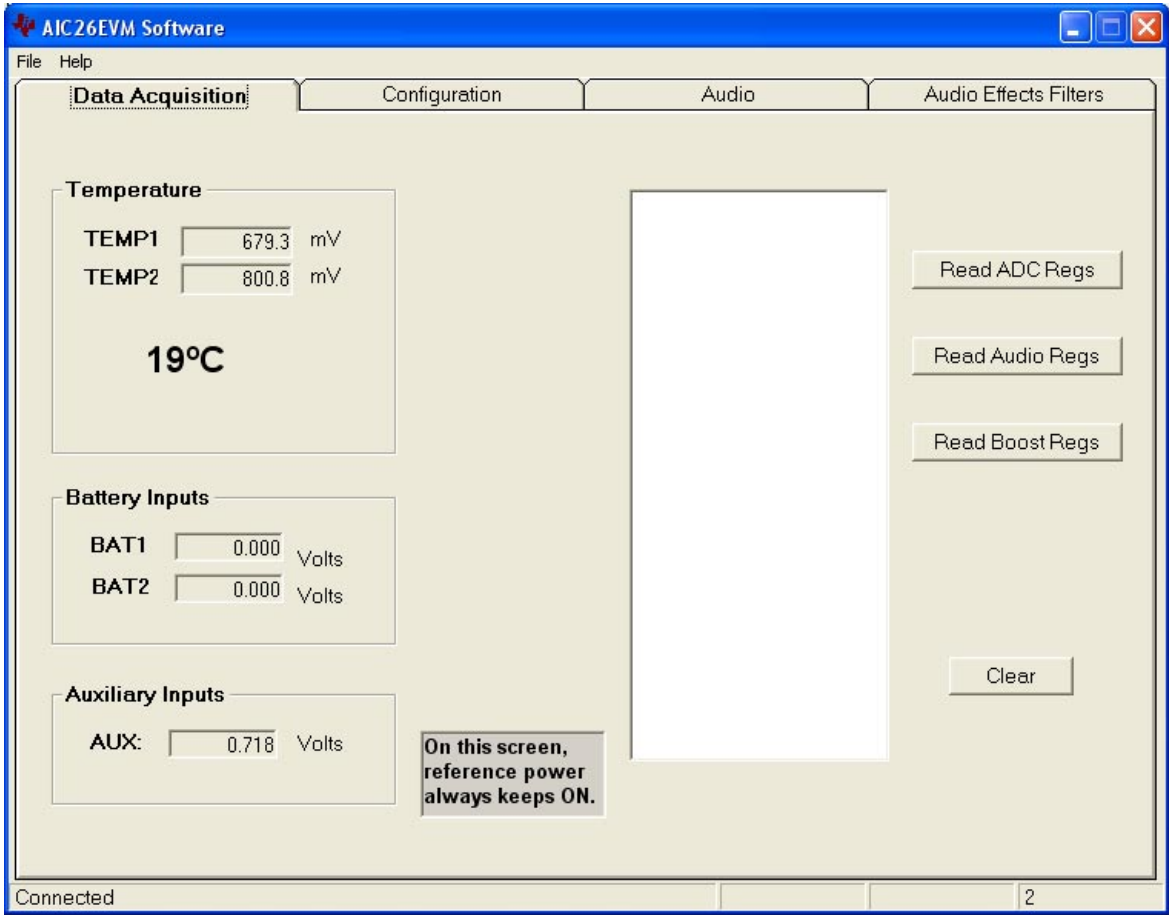 AIC26EVM Software
File Help
Data Acquisition Configuration Audio Audio Effects Filters
Temperature
TEMP1 679.3 mV
TEMP2 800.8 mV
19ºC
Battery Inputs
BAT1 0.000 Volts
BAT2 0.000 Volts
Auxiliary Inputs
AUX: 0.718 Volts
On this screen,
reference power
always keeps ON.
Read ADC Regs
Read Audio Regs
Read Boost Regs
Clear
Connected 2